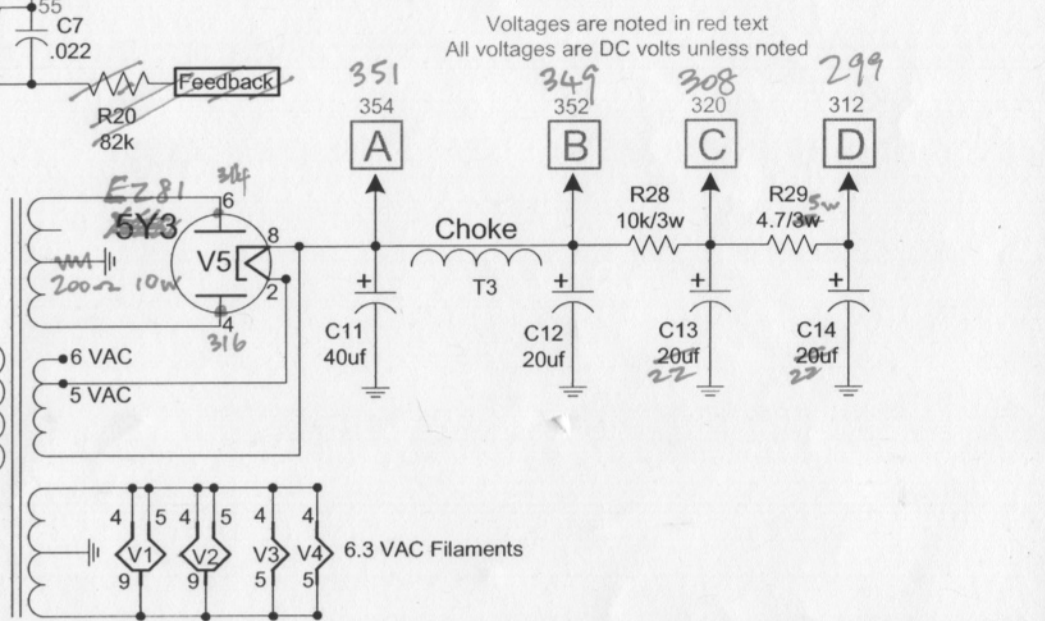 55
C7
.022
Voltages are noted in red text
All voltages are DC volts unless noted
Feedback
R20
82k
351
354
A
349
352
B
308
320
C
299
312
D
EZ81
5Y3
6
8
V5
2
4
316
200Ω 10w
Choke
T3
R28
10k/3w
R29
5w
4.7/3w
+
C11
40uf
+
C12
20uf
+
C13
20uf
22
+
C14
20uf
22
6 VAC
5 VAC
4 5 4 5 4 4
V1 V2 V3 V4 6.3 VAC Filaments
9 9 5 5